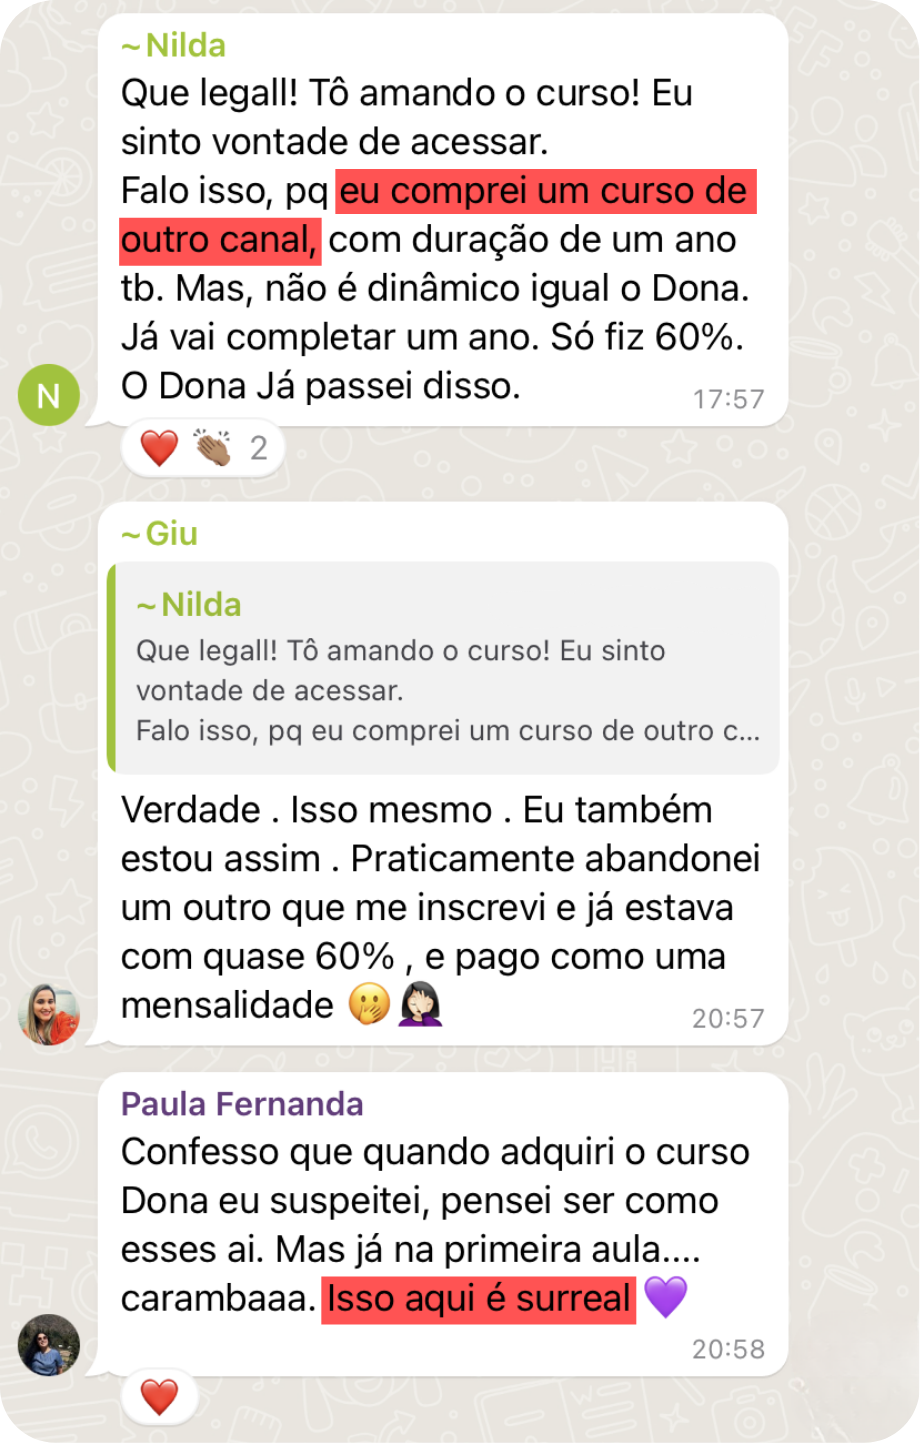 ~Nilda
Que legall! Tô amando o curso! Eu
sinto vontade de acessar.
Falo isso, pq eu comprei um curso de
outro canal, com duração de um ano
tb. Mas, não é dinâmico igual o Dona.
Já vai completar um ano. Só fiz 60%.
O Dona Já passei disso.
17:57
N
❤️ 👏🏽 2
~Giu
~Nilda
Que legall! Tô amando o curso! Eu sinto
vontade de acessar.
Falo isso, pq eu comprei um curso de outro c...
Verdade . Isso mesmo . Eu também
estou assim . Praticamente abandonei
um outro que me inscrevi e já estava
com quase 60% , e pago como uma
mensalidade 🤭🤦🏻‍♀️
20:57
Paula Fernanda
Confesso que quando adquiri o curso
Dona eu suspeitei, pensei ser como
esses ai. Mas já na primeira aula....
carambaaa. Isso aqui é surreal 💜
20:58
❤️